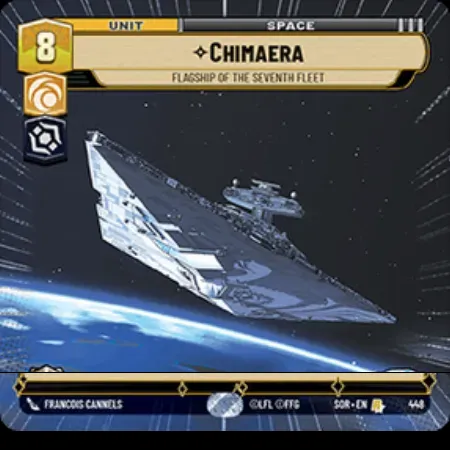 UNIT
SPACE
8
CHIMAERA
FLAGSHIP OF THE SEVENTH FLEET
FRANCOIS CANNELS
©LFL ©FFG
SOR • EN
448